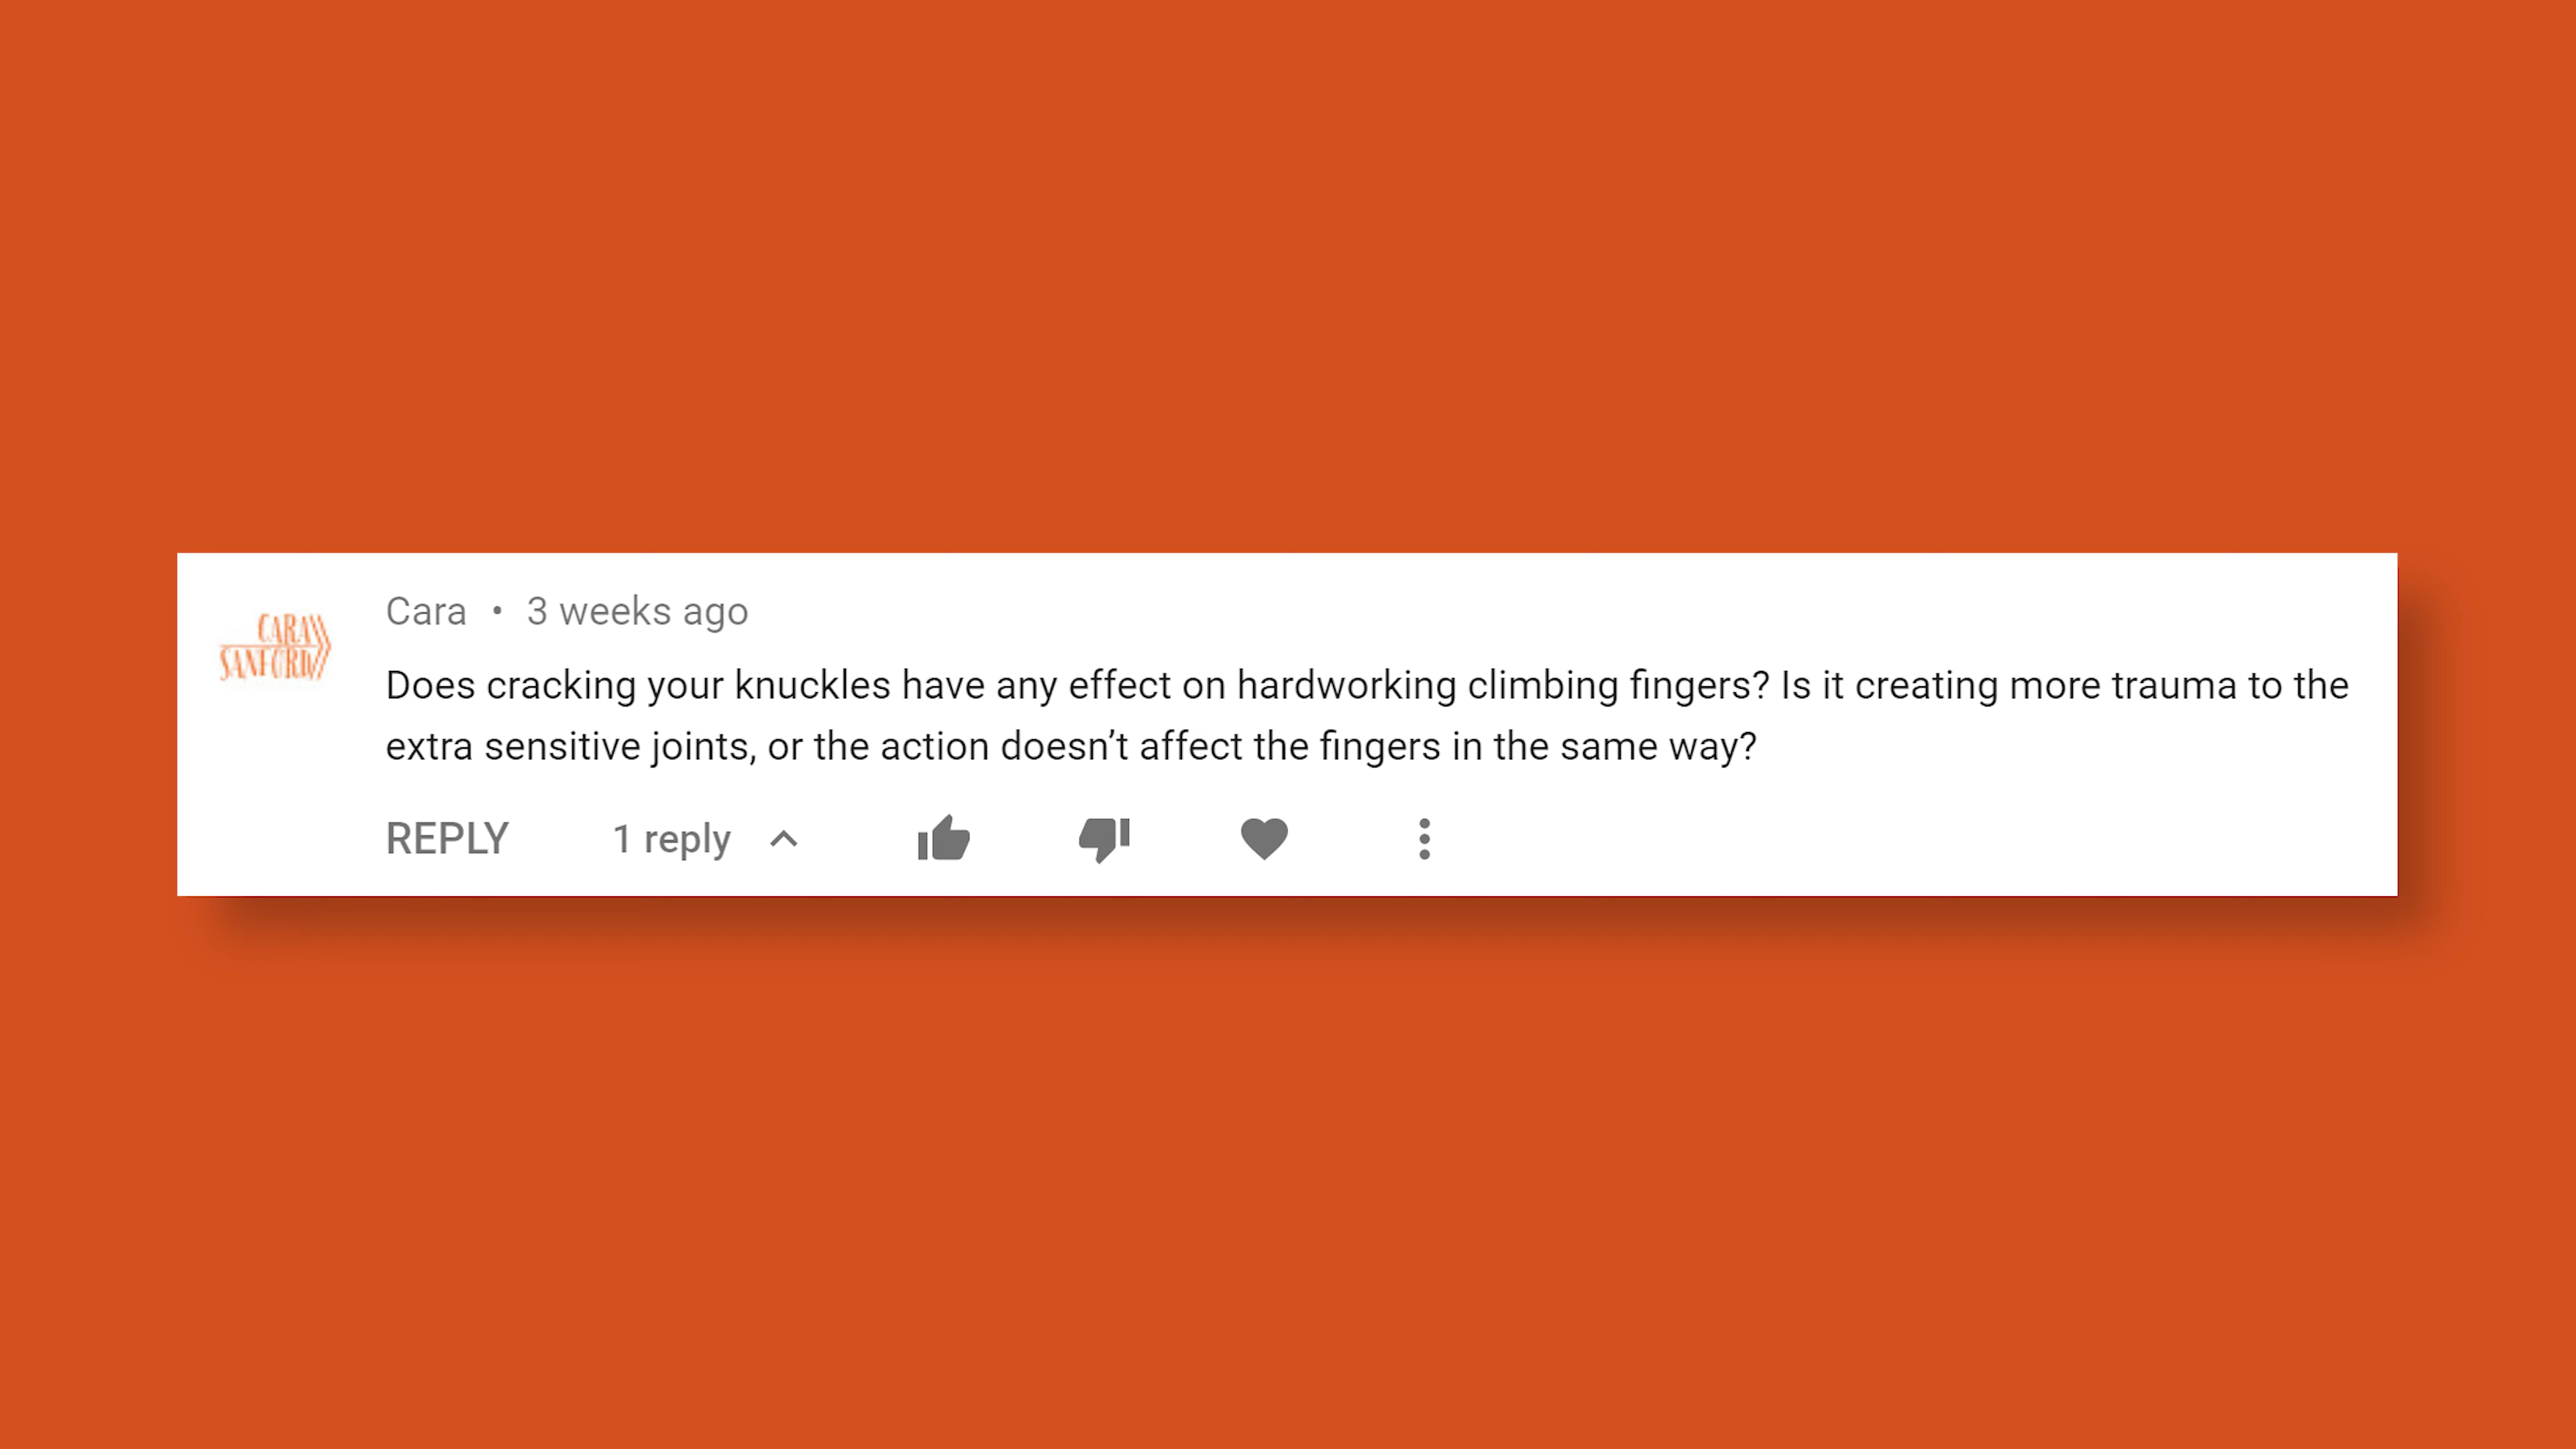 CARA
SANFORD
Cara • 3 weeks ago
Does cracking your knuckles have any effect on hardworking climbing fingers? Is it creating more trauma to the
extra sensitive joints, or the action doesn’t affect the fingers in the same way?
REPLY 1 reply